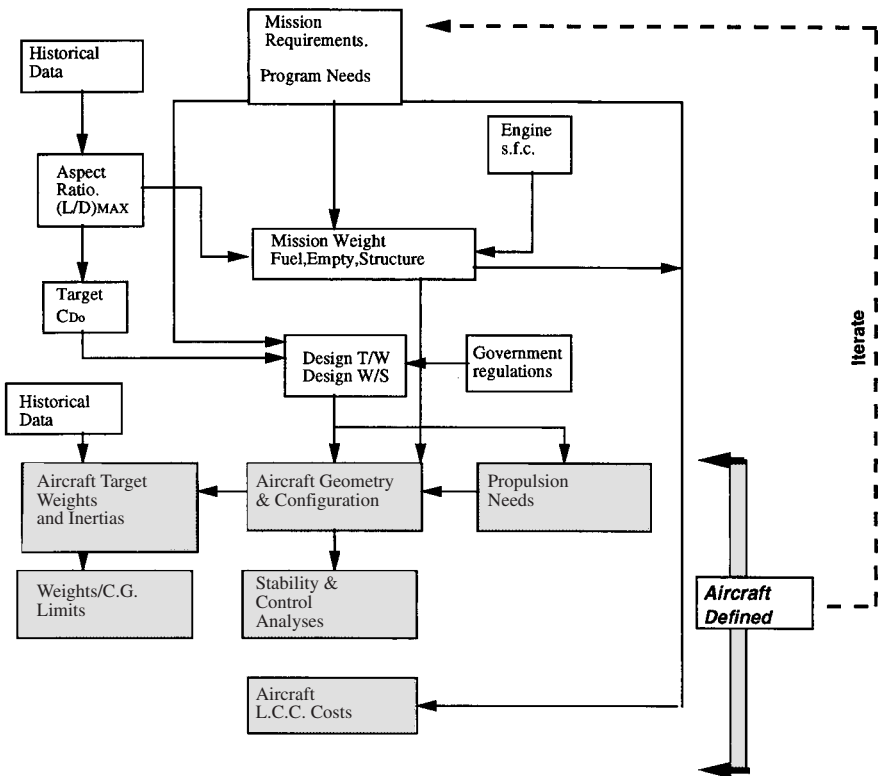 Mission
Requirements.
Program Needs
Historical
Data
Engine
s.f.c.
Aspect
Ratio.
(L/D)MAX
Mission Weight
Fuel,Empty,Structure
Target
CDo
Iterate
Design T/W
Design W/S
Government
regulations
Historical
Data
Aircraft Target
Weights
and Inertias
Aircraft Geometry
& Configuration
Propulsion
Needs
Weights/C.G.
Limits
Stability &
Control
Analyses
Aircraft
Defined
Aircraft
L.C.C. Costs